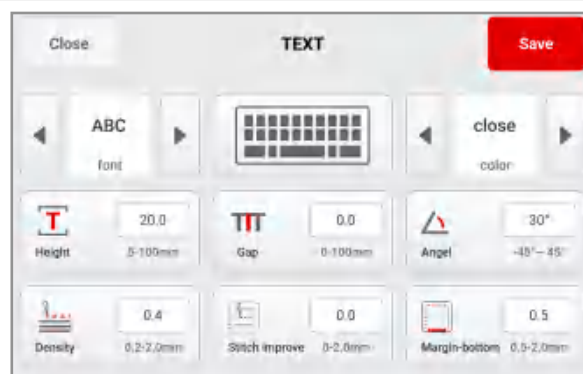 Close
TEXT
Save
ABC
font
close
color
T
20.0
Height
5-100mm
TTT
0.0
Gap
0-100mm
30°
Angel
-45°~45°
0.4
Density
0.2-2.0mm
0.0
Stitch improve
0-2.0mm
0.5
Margin-bottom
0.5-2.0mm